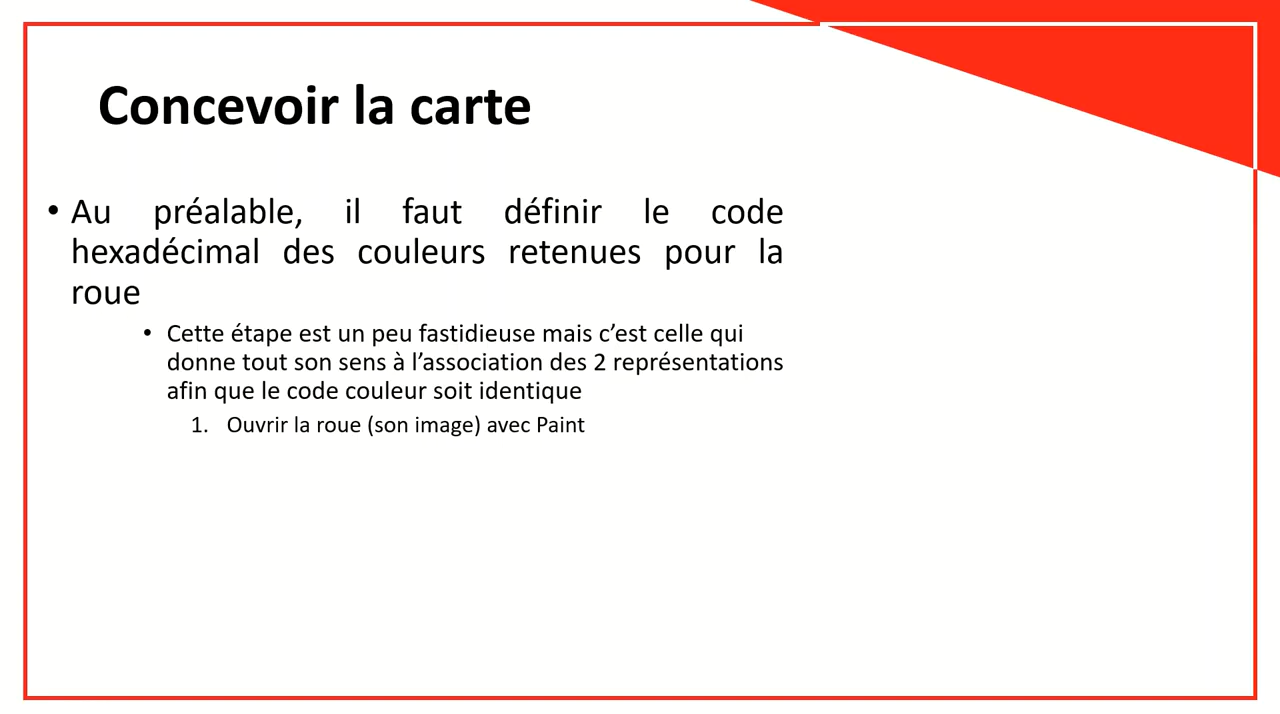 Concevoir la carte
• Au préalable, il faut définir le code
hexadécimal des couleurs retenues pour la
roue
• Cette étape est un peu fastidieuse mais c’est celle qui
donne tout son sens à l’association des 2 représentations
afin que le code couleur soit identique
1. Ouvrir la roue (son image) avec Paint